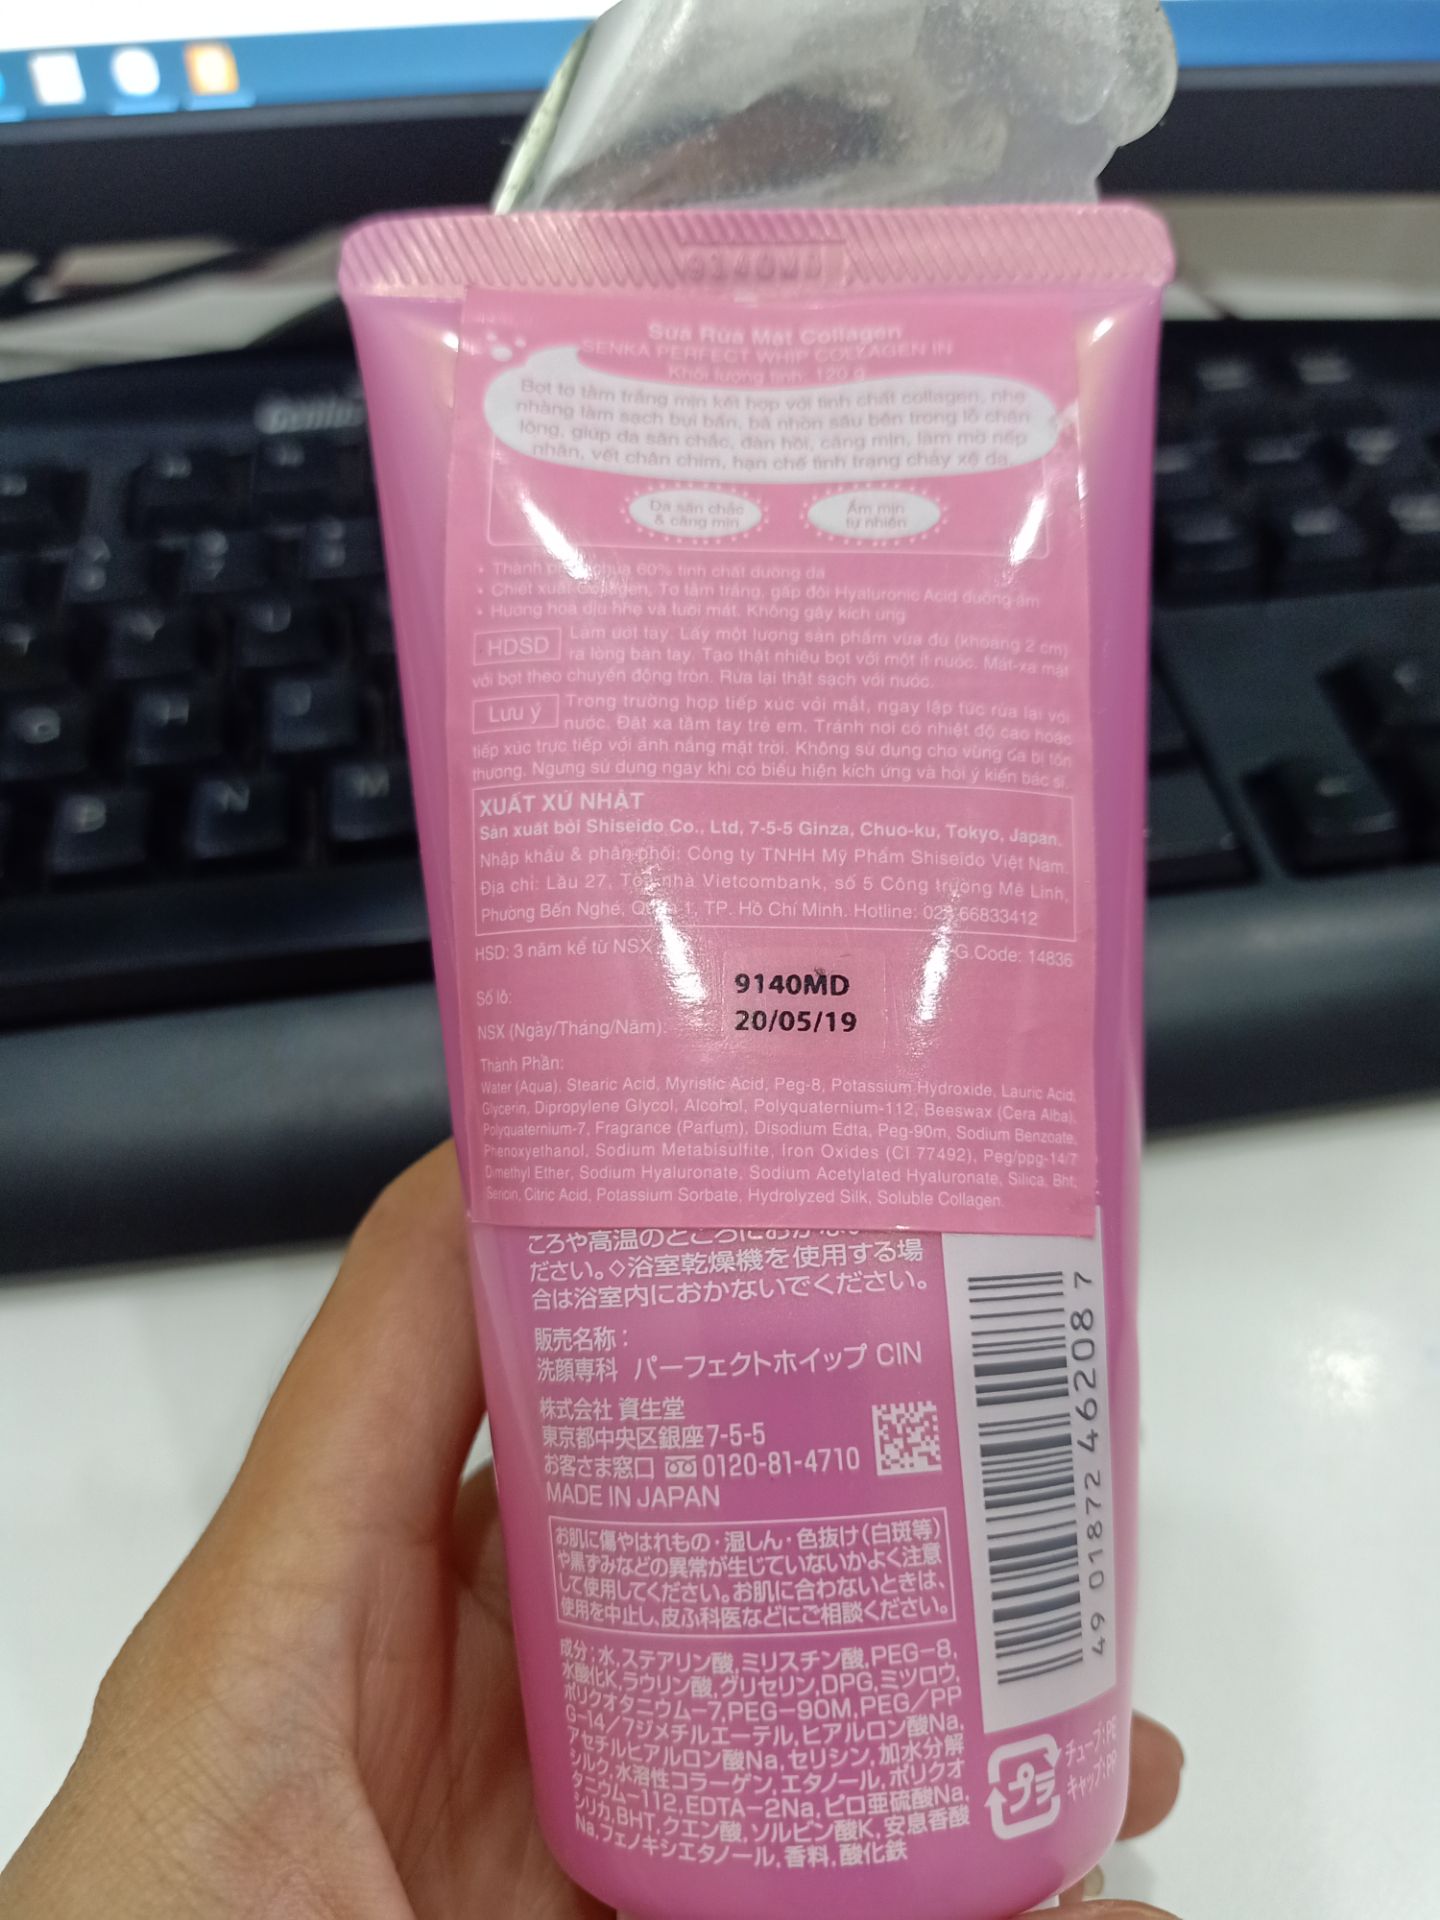 9140MD
Sữa Rửa Mặt Collagen
SENKA PERFECT WHIP COLLAGEN IN
Khối lượng tịnh: 120 g
Bọt tơ tằm trắng mịn kết hợp với tinh chất collagen, nhẹ
nhàng làm sạch bụi bẩn, bã nhờn sâu bên trong lỗ chân
lông, giúp da săn chắc, đàn hồi, căng mịn, làm mờ nếp
nhăn, vết chân chim, hạn chế tình trạng chảy xệ da.
Da săn chắc
& căng mịn
Ẩm mịn
tự nhiên
• Thành phần chứa 60% tinh chất dưỡng da
• Chiết xuất Collagen, Tơ tằm trắng, gấp đôi Hyaluronic Acid dưỡng ẩm
• Hương hoa dịu nhẹ và tươi mát. Không gây kích ứng
HDSD Làm ướt tay. Lấy một lượng sản phẩm vừa đủ (khoảng 2 cm)
ra lòng bàn tay. Tạo thật nhiều bọt với một ít nước. Mát-xa mặt
với bọt theo chuyển động tròn. Rửa lại thật sạch với nước.
Lưu ý Trong trường hợp tiếp xúc với mắt, ngay lập tức rửa lại với
nước. Đặt xa tầm tay trẻ em. Tránh nơi có nhiệt độ cao hoặc
tiếp xúc trực tiếp với ánh nắng mặt trời. Không sử dụng cho vùng da bị tổn
thương. Ngưng sử dụng ngay khi có biểu hiện kích ứng và hỏi ý kiến bác sĩ.
XUẤT XỨ NHẬT
Sản xuất bởi Shiseido Co., Ltd, 7-5-5 Ginza, Chuo-ku, Tokyo, Japan.
Nhập khẩu & phân phối: Công ty TNHH Mỹ Phẩm Shiseido Việt Nam.
Địa chỉ: Lầu 27, Toà nhà Vietcombank, số 5 Công trường Mê Linh,
Phường Bến Nghé, Quận 1, TP. Hồ Chí Minh. Hotline: 028 66833412
HSD: 3 năm kể từ NSX G.Code: 14836
Số lô: 9140MD
NSX (Ngày/Tháng/Năm): 20/05/19
Thành Phần:
Water (Aqua), Stearic Acid, Myristic Acid, Peg-8, Potassium Hydroxide, Lauric Acid,
Glycerin, Dipropylene Glycol, Alcohol, Polyquaternium-112, Beeswax (Cera Alba),
Polyquaternium-7, Fragrance (Parfum), Disodium Edta, Peg-90m, Sodium Benzoate,
Phenoxyethanol, Sodium Metabisulfite, Iron Oxides (CI 77492), Peg/ppg-14/7
Dimethyl Ether, Sodium Hyaluronate, Sodium Acetylated Hyaluronate, Silica, Bht,
Sericin, Citric Acid, Potassium Sorbate, Hydrolyzed Silk, Soluble Collagen.
ころや高温のところにおか
ださい。◇浴室乾燥機を使用する場
合は浴室内におかないでください。
販売名称：
洗顔専科 パーフェクトホイップ CIN
株式会社 資生堂
東京都中央区銀座7-5-5
お客さま窓口 0120-81-4710
MADE IN JAPAN
49 01872 46208 7
お肌に傷やはれもの・湿しん・色抜け（白斑等）
や黒ずみなどの異常が生じていないかよく注意
して使用してください。お肌に合わないときは、
使用を中止し、皮ふ科医などにご相談ください。
成分：水,ステアリン酸,ミリスチン酸,PEG-8,
水酸化K,ラウリン酸,グリセリン,DPG,ミツロウ,
ポリクオタニウム-7,PEG-90M,PEG／PP
G-14／7ジメチルエーテル,ヒアルロン酸Na,
アセチルヒアルロン酸Na,セリシン,加水分解
シルク,水溶性コラーゲン,エタノール,ポリクオ
タニウム-112,EDTA-2Na,ピロ亜硫酸Na,
シリカ,BHT,クエン酸,ソルビン酸K,安息香酸
Na,フェノキシエタノール,香料,酸化鉄
プラ
チューブ:PE
キャップ:PP
Genius